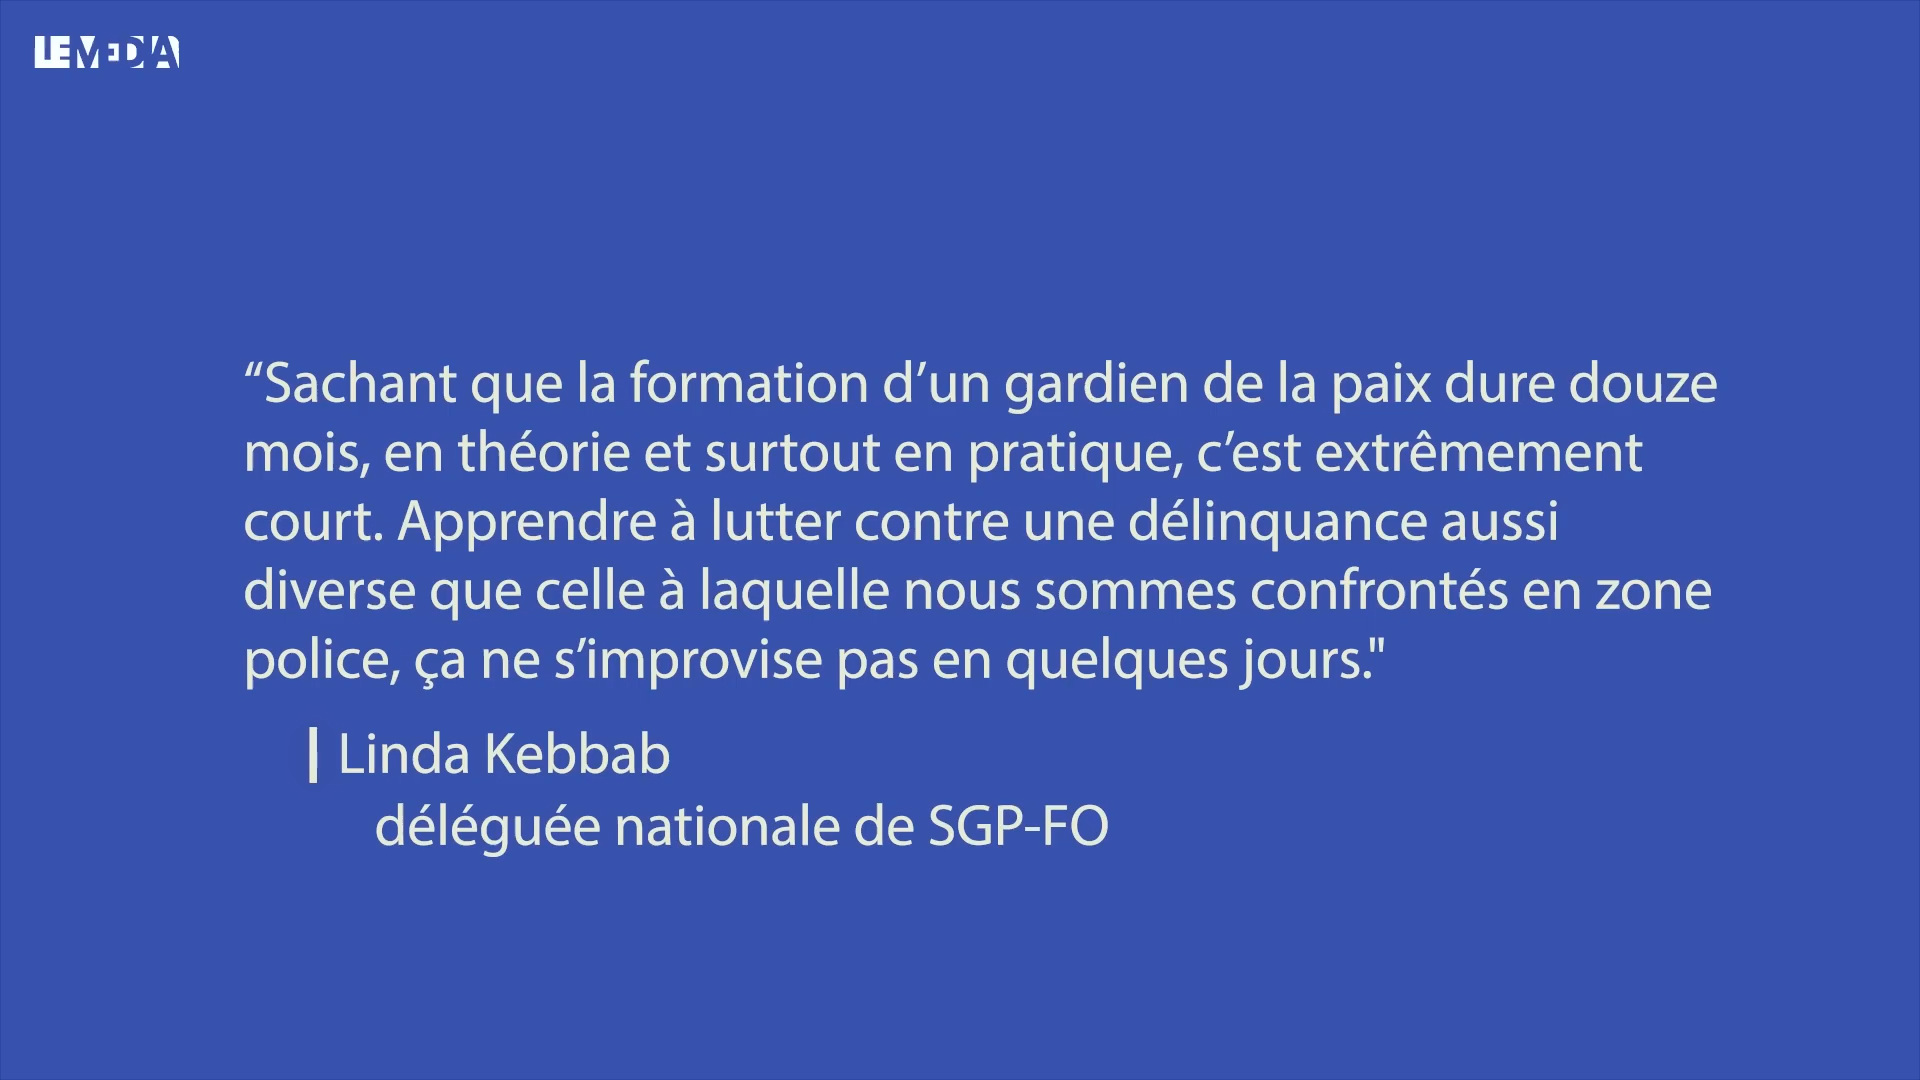 LEMEDIA
“Sachant que la formation d’un gardien de la paix dure douze
mois, en théorie et surtout en pratique, c’est extrêmement
court. Apprendre à lutter contre une délinquance aussi
diverse que celle à laquelle nous sommes confrontés en zone
police, ça ne s’improvise pas en quelques jours."
Linda Kebbab
déléguée nationale de SGP-FO